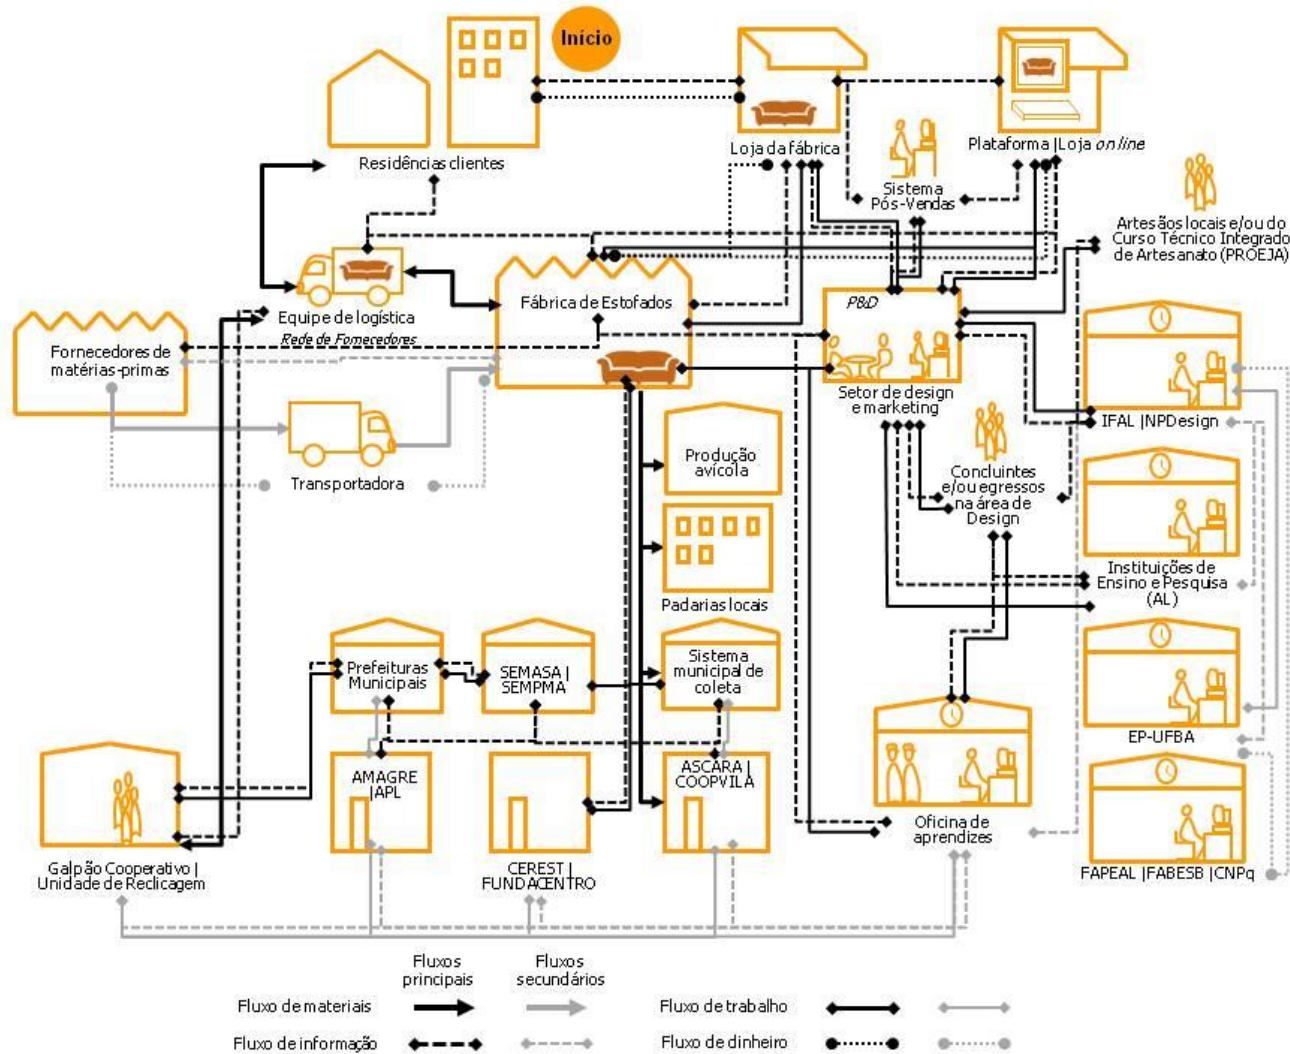 Início
Loja da fábrica
Plataforma |Loja online
Residências clientes
Sistema
Pós-Vendas
Artesãos locais e/ou do
Curso Técnico Integrado
de Artesanato (PROEJA)
Fábrica de Estofados
P&D
Equipe de logística
Rede de Fornecedores
Fornecedores de
matérias-primas
Setor de design
e marketing
IFAL |NPDesign
Transportadora
Produção
avícola
Concluintes
e/ou egressos
na área de
Design
Instituições de
Ensino e Pesquisa
(AL)
Padarias locais
Prefeituras
Municipais
SEMASA |
SEMPMA
Sistema
municipal de
coleta
EP-UFBA
AMAGRE
|APL
ASCARA |
COOPVILA
Oficina de
aprendizes
Galpão Cooperativo |
Unidade de Reclicagem
CEREST |
FUNDACENTRO
FAPEAL |FABESB |CNPq
Fluxos
principais
Fluxos
secundários
Fluxo de materiais
Fluxo de trabalho
Fluxo de informação
Fluxo de dinheiro